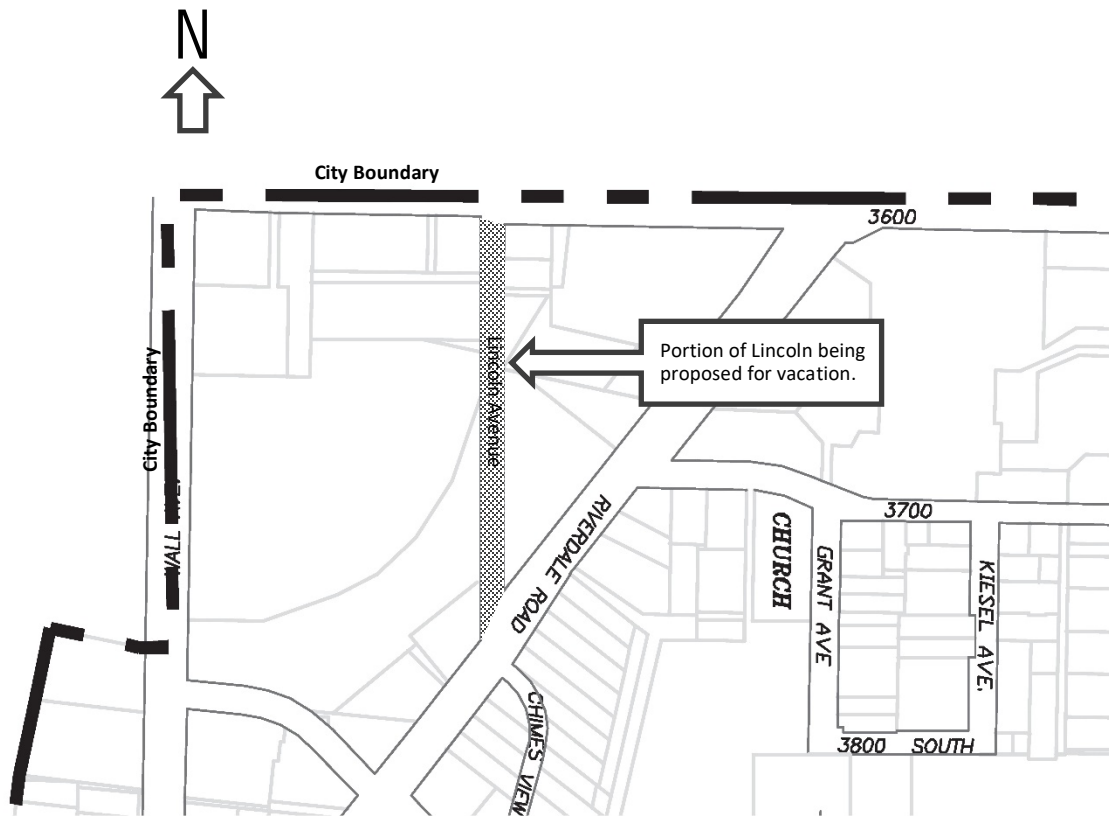 N
City Boundary
3600
City Boundary
Lincoln Avenue
Portion of Lincoln being
proposed for vacation.
WALL
RIVERDALE ROAD
3700
CHURCH
GRANT AVE
KIESEL AVE.
CHIMES VIEW
3800 SOUTH